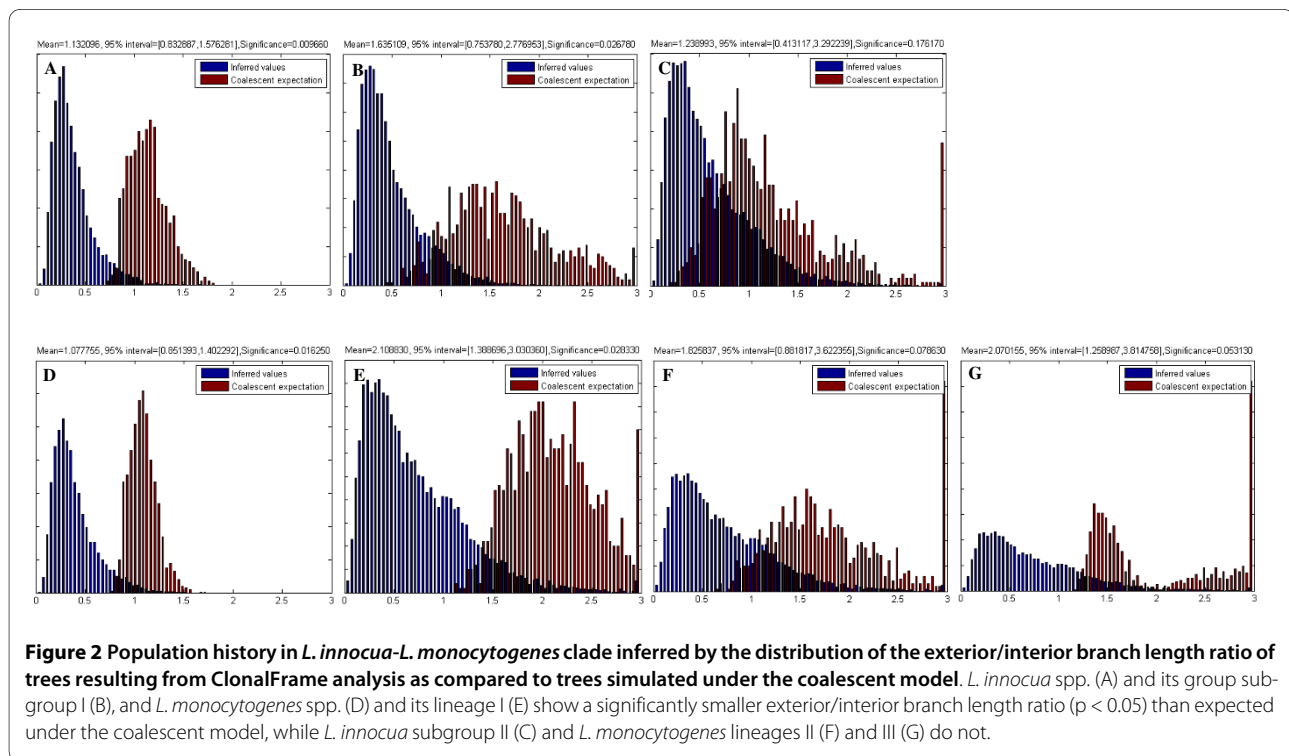 Mean=1.132096, 95% interval=[0.832887,1.576281],Significance=0.009660
Mean=1.635109, 95% interval=[0.753780,2.776953],Significance=0.026780
Mean=1.238993, 95% interval=[0.413117,3.292239],Significance=0.176170
A
Inferred values
Coalescent expectation
B
Inferred values
Coalescent expectation
C
Inferred values
Coalescent expectation
0 0.5 1 1.5 2 2.5 3
0 0.5 1 1.5 2 2.5 3
0 0.5 1 1.5 2 2.5 3
Mean=1.077755, 95% interval=[0.851393,1.402292],Significance=0.016250
Mean=2.108830, 95% interval=[1.388696,3.030360],Significance=0.028330
Mean=1.825837, 95% interval=[0.881817,3.622355],Significance=0.078630
Mean=2.070155, 95% interval=[1.258987,3.814758],Significance=0.053130
D
Inferred values
Coalescent expectation
E
Inferred values
Coalescent expectation
F
Inferred values
Coalescent expectation
G
Inferred values
Coalescent expectation
0 0.5 1 1.5 2 2.5 3
0 0.5 1 1.5 2 2.5 3
0 0.5 1 1.5 2 2.5 3
0 0.5 1 1.5 2 2.5 3
Figure 2 Population history in L. innocua-L. monocytogenes clade inferred by the distribution of the exterior/interior branch length ratio of
trees resulting from ClonalFrame analysis as compared to trees simulated under the coalescent model. L. innocua spp. (A) and its group sub-
group I (B), and L. monocytogenes spp. (D) and its lineage I (E) show a significantly smaller exterior/interior branch length ratio (p < 0.05) than expected
under the coalescent model, while L. innocua subgroup II (C) and L. monocytogenes lineages II (F) and III (G) do not.